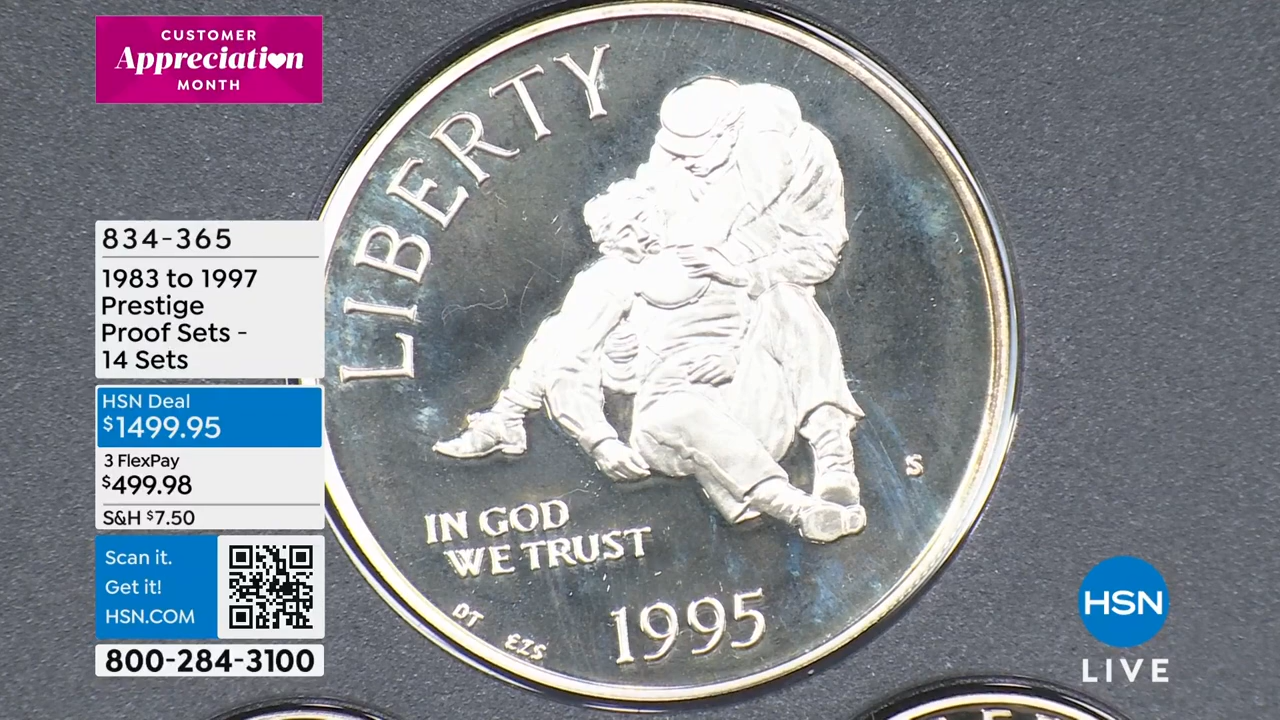 CUSTOMER
Appreciation
MONTH
834-365
1983 to 1997
Prestige
Proof Sets -
14 Sets
HSN Deal
$1499.95
3 FlexPay
$499.98
S&H $7.50
Scan it.
Get it!
HSN.COM
800-284-3100
LIBERTY
S
IN GOD
WE TRUST
DT
EZS
1995
HSN
LIVE